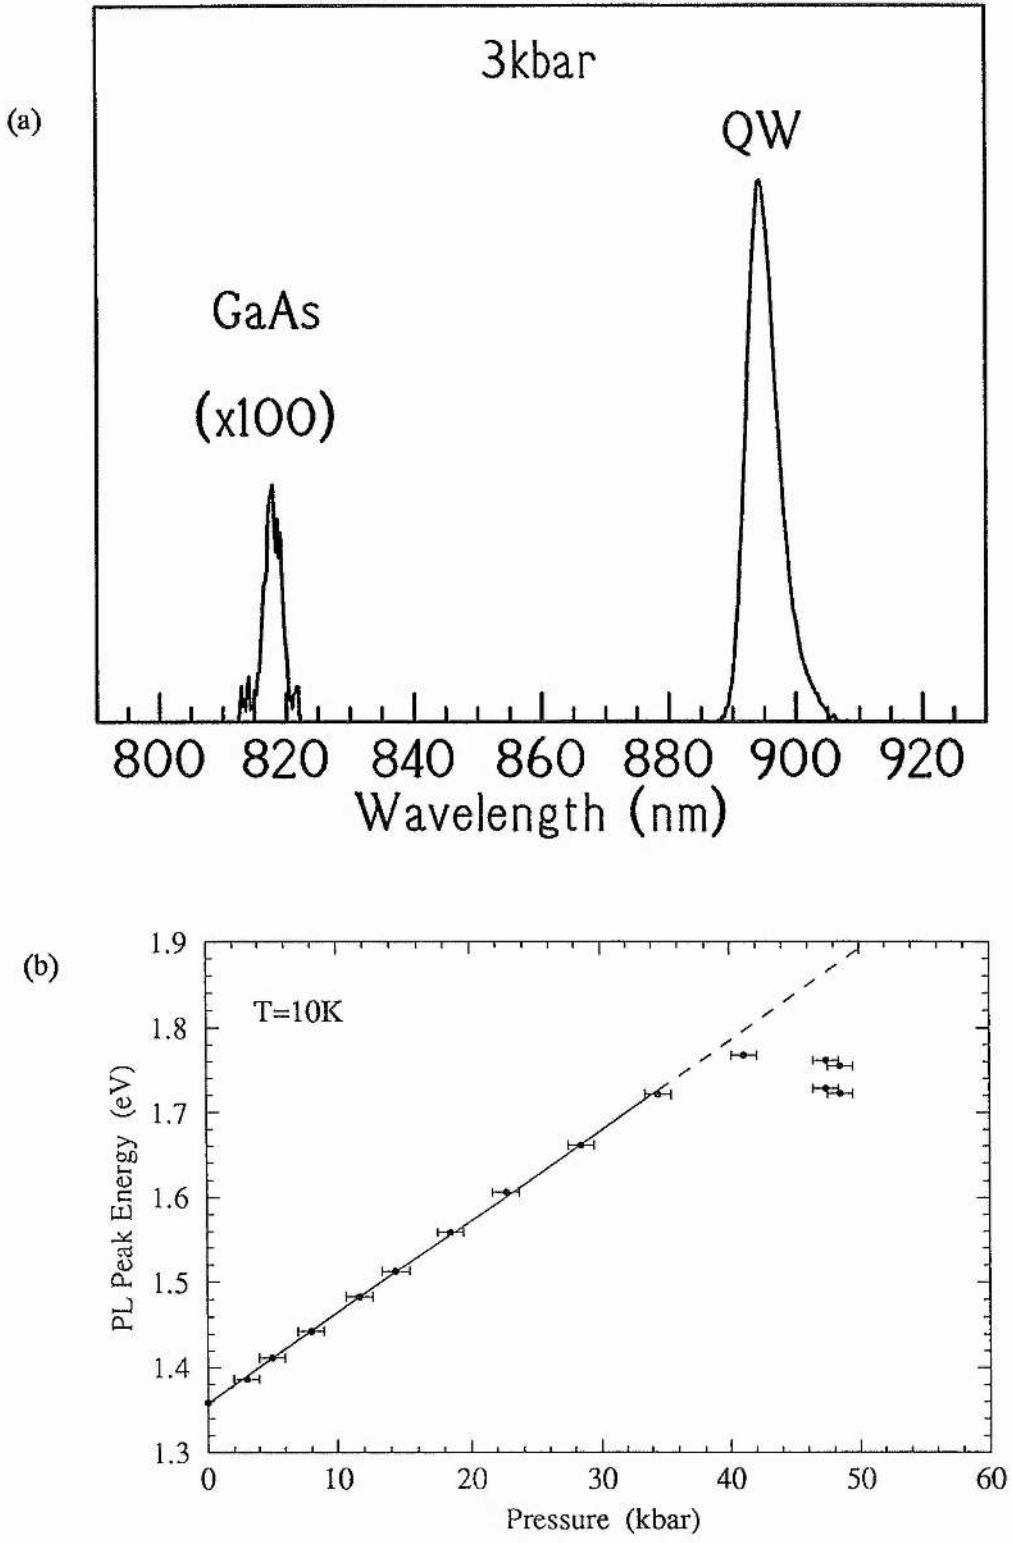 (a)
3kbar
QW
GaAs
(x100)
800 820 840 860 880 900 920
Wavelength (nm)
(b)
T=10K
1.9
1.8
1.7
1.6
1.5
1.4
1.3
PL Peak Energy (eV)
0 10 20 30 40 50 60
Pressure (kbar)